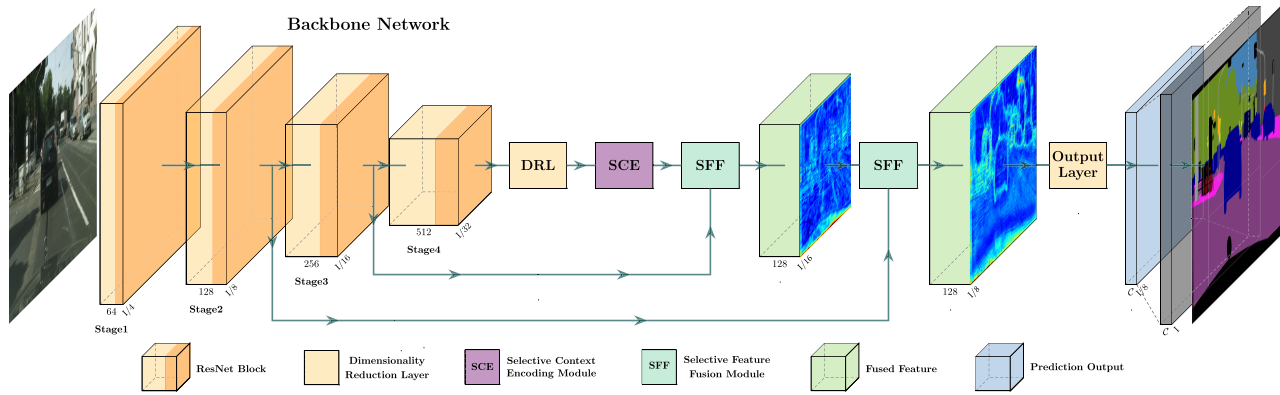 Backbone Network
64
1/4
Stage1
128
1/8
Stage2
256
1/16
Stage3
512
1/32
Stage4
DRL
SCE
SFF
128
1/16
SFF
128
1/8
Output
Layer
C
1/8
C
1
ResNet Block
Dimensionality
Reduction Layer
SCE
Selective Context
Encoding Module
SFF
Selective Feature
Fusion Module
Fused Feature
Prediction Output